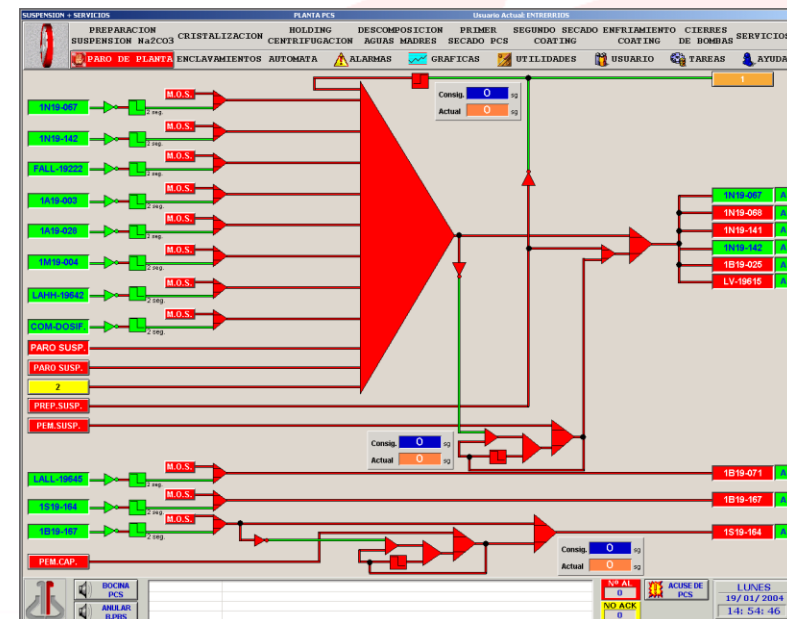 SUSPENSION + SERVICIOS PLANTA PCS Usuario Actual: ENTRERRIOS
PREPARACION SUSPENSION Na2CO3
CRISTALIZACION
HOLDING CENTRIFUGACION
DESCOMPOSICION AGUAS MADRES
PRIMER SECADO PCS
SEGUNDO SECADO COATING
ENFRIAMIENTO COATING
CIERRES DE BOMBAS
SERVICIOS
PARO DE PLANTA ENCLAVAMIENTOS AUTOMATA ALARMAS GRAFICAS UTILIDADES USUARIO TAREAS AYUDA
1
Consig. 0 sg
Actual 0 sg
M.O.S.
1N19-067 2 seg.
M.O.S.
1N19-142 2 seg.
M.O.S.
FALL-19222 2 seg.
M.O.S.
1A19-003 2 seg.
M.O.S.
1A19-028 2 seg.
M.O.S.
1M19-004 2 seg.
M.O.S.
LAHH-19642 2 seg.
M.O.S.
COM-DOSIF. 2 seg.
1N19-067 A
1N19-068 A
1N19-141 A
1N19-142 A
1B19-025 A
LV-19615 A
PARO SUSP.
PARO SUSP.
2
PREP.SUSP.
PEM.SUSP.
Consig. 0 sg
Actual 0 sg
M.O.S.
LALL-19645 2 seg. 1B19-071 A
M.O.S.
1S19-164 2 seg. 1B19-167 A
M.O.S.
1B19-167 2 seg. 1S19-164 A
PEM.CAP.
Consig. 0 sg
Actual 0 sg
BOCINA PCS
ANULAR B.PBS
Nº AL
0
NO ACK
0
ACUSE DE PCS
LUNES
19/01/2004
14:54:46